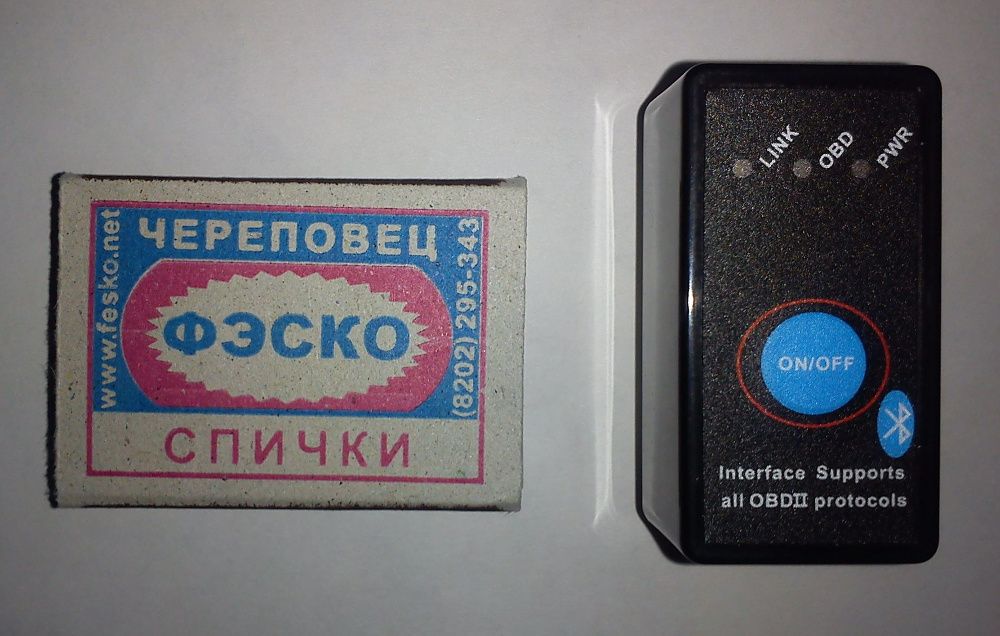 ЧЕРЕПОВЕЦ
www.fesko.net
ФЭСКО
(8202) 295-343
СПИЧКИ
LINK
OBD
PWR
ON/OFF
Interface Supports
all OBDII protocols